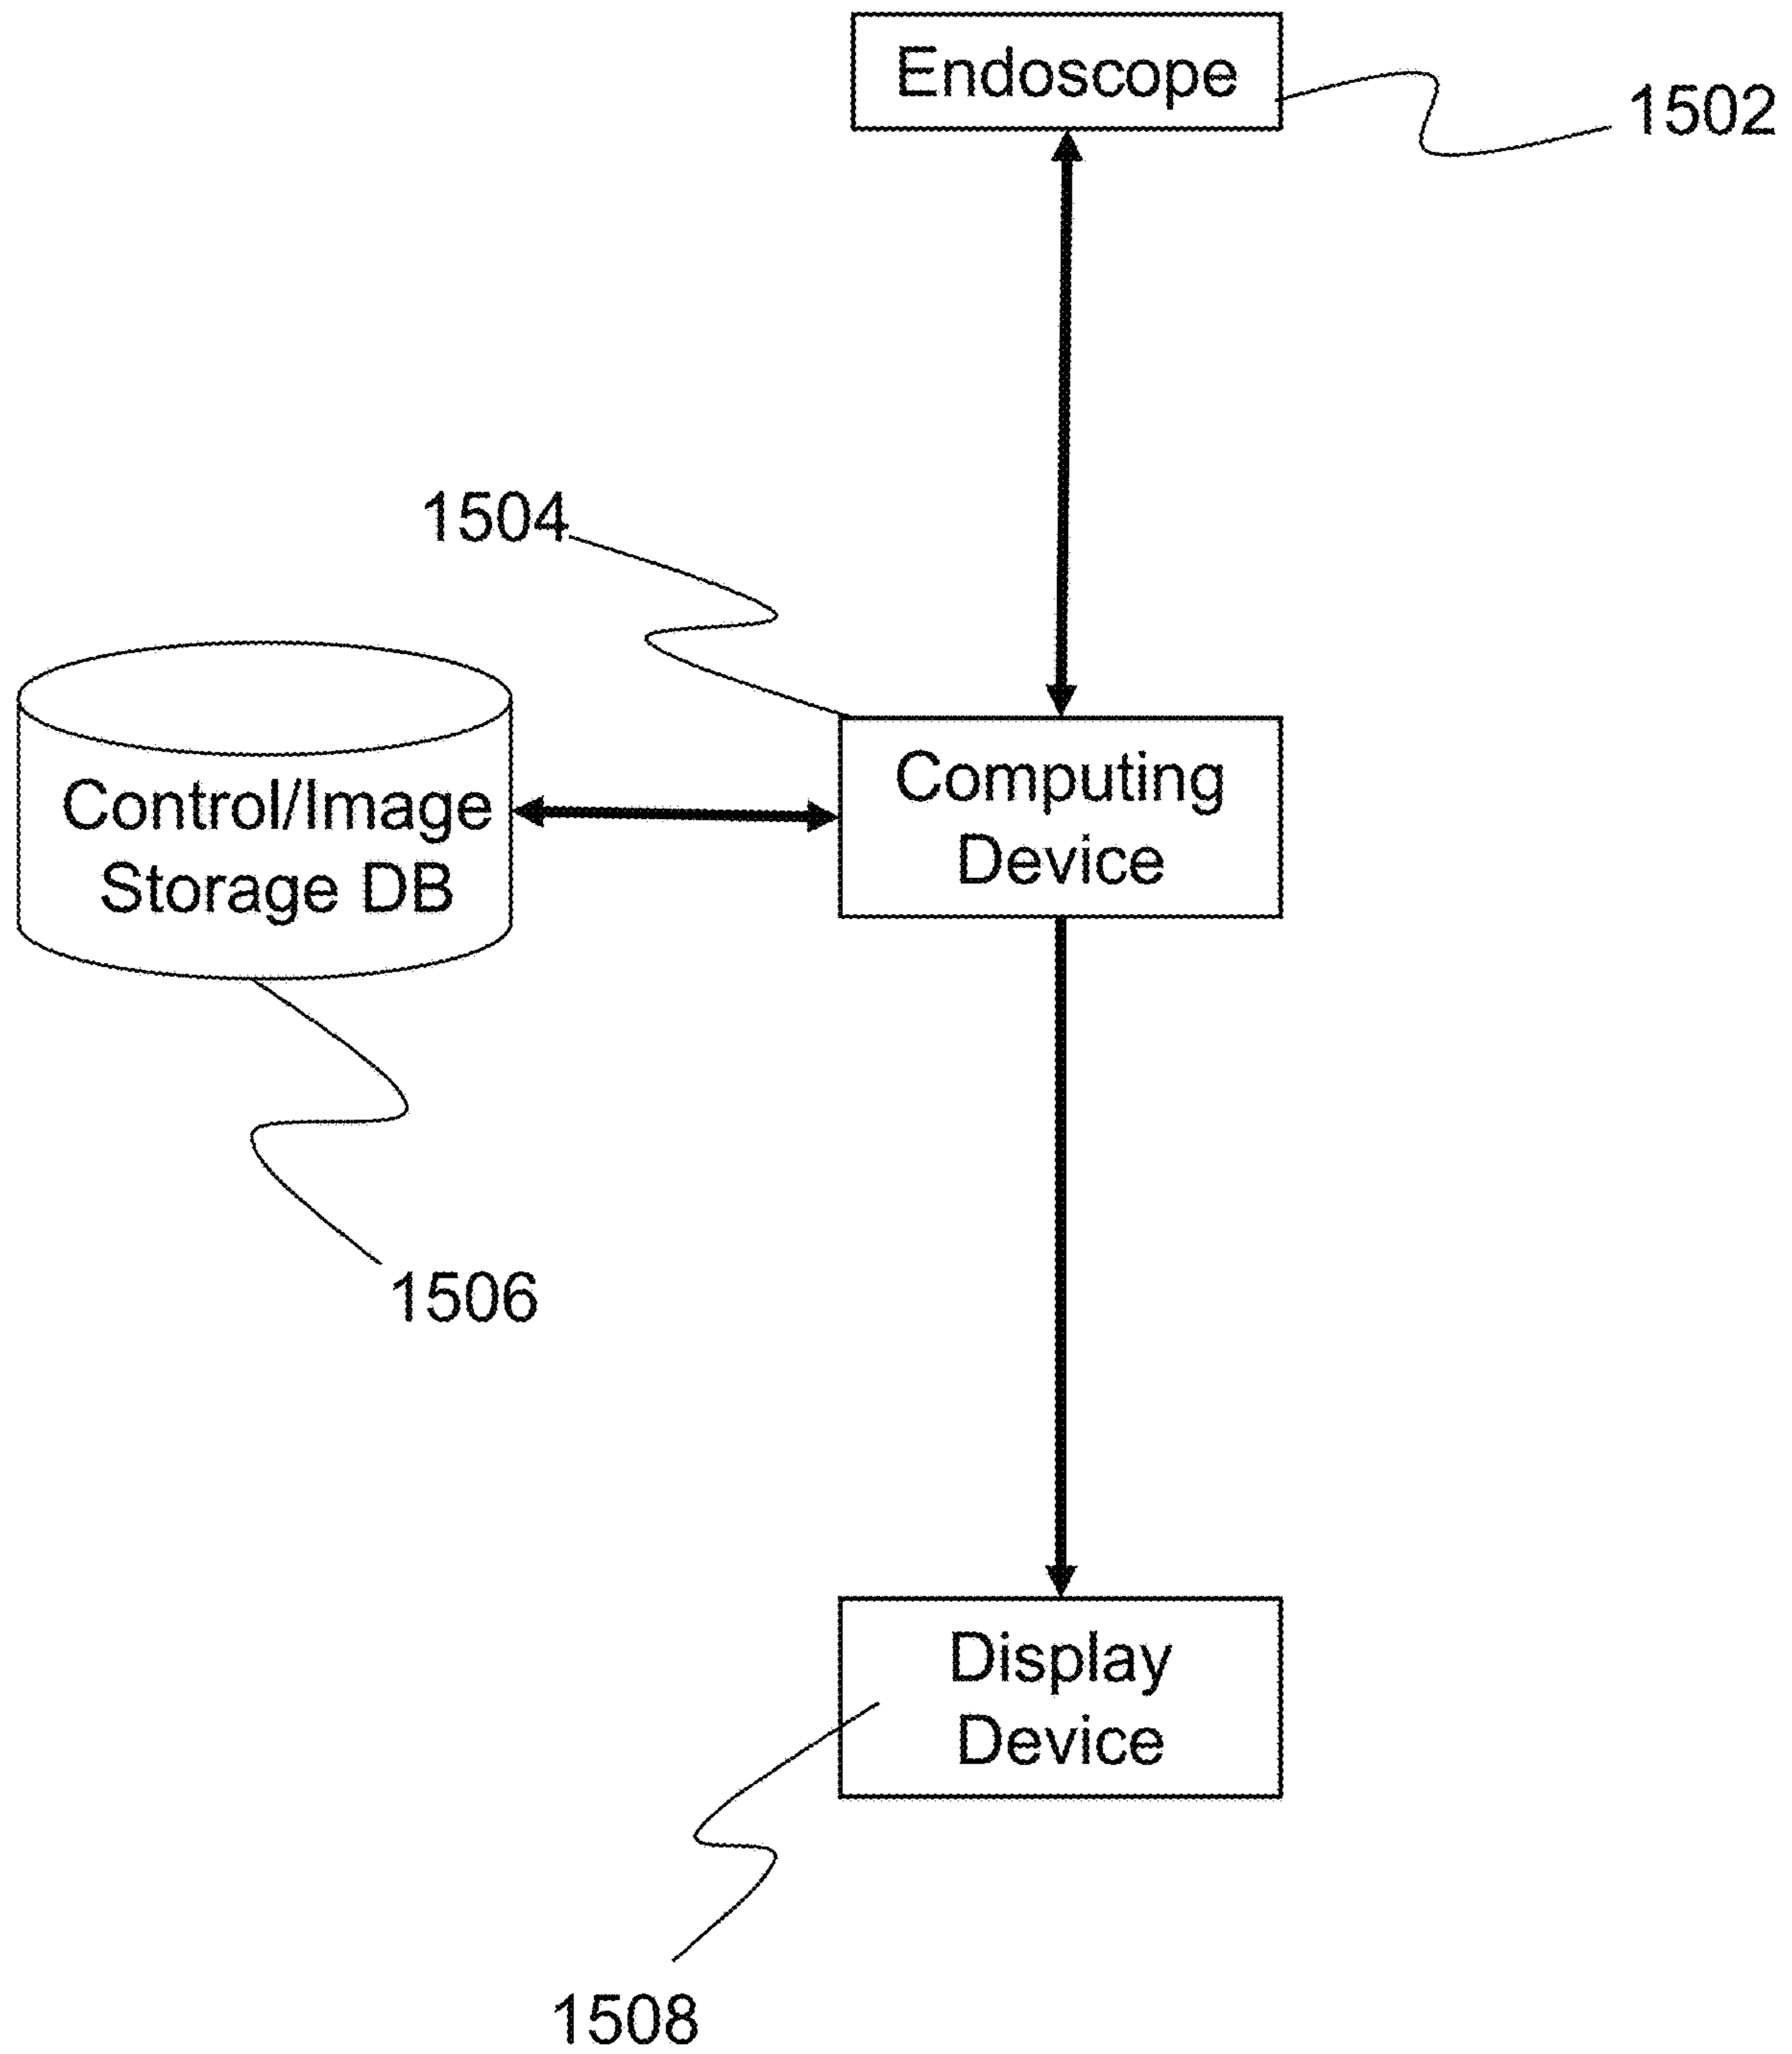 Endoscope
1502
1504
Control/Image
Storage DB
Computing
Device
1506
Display
Device
1508